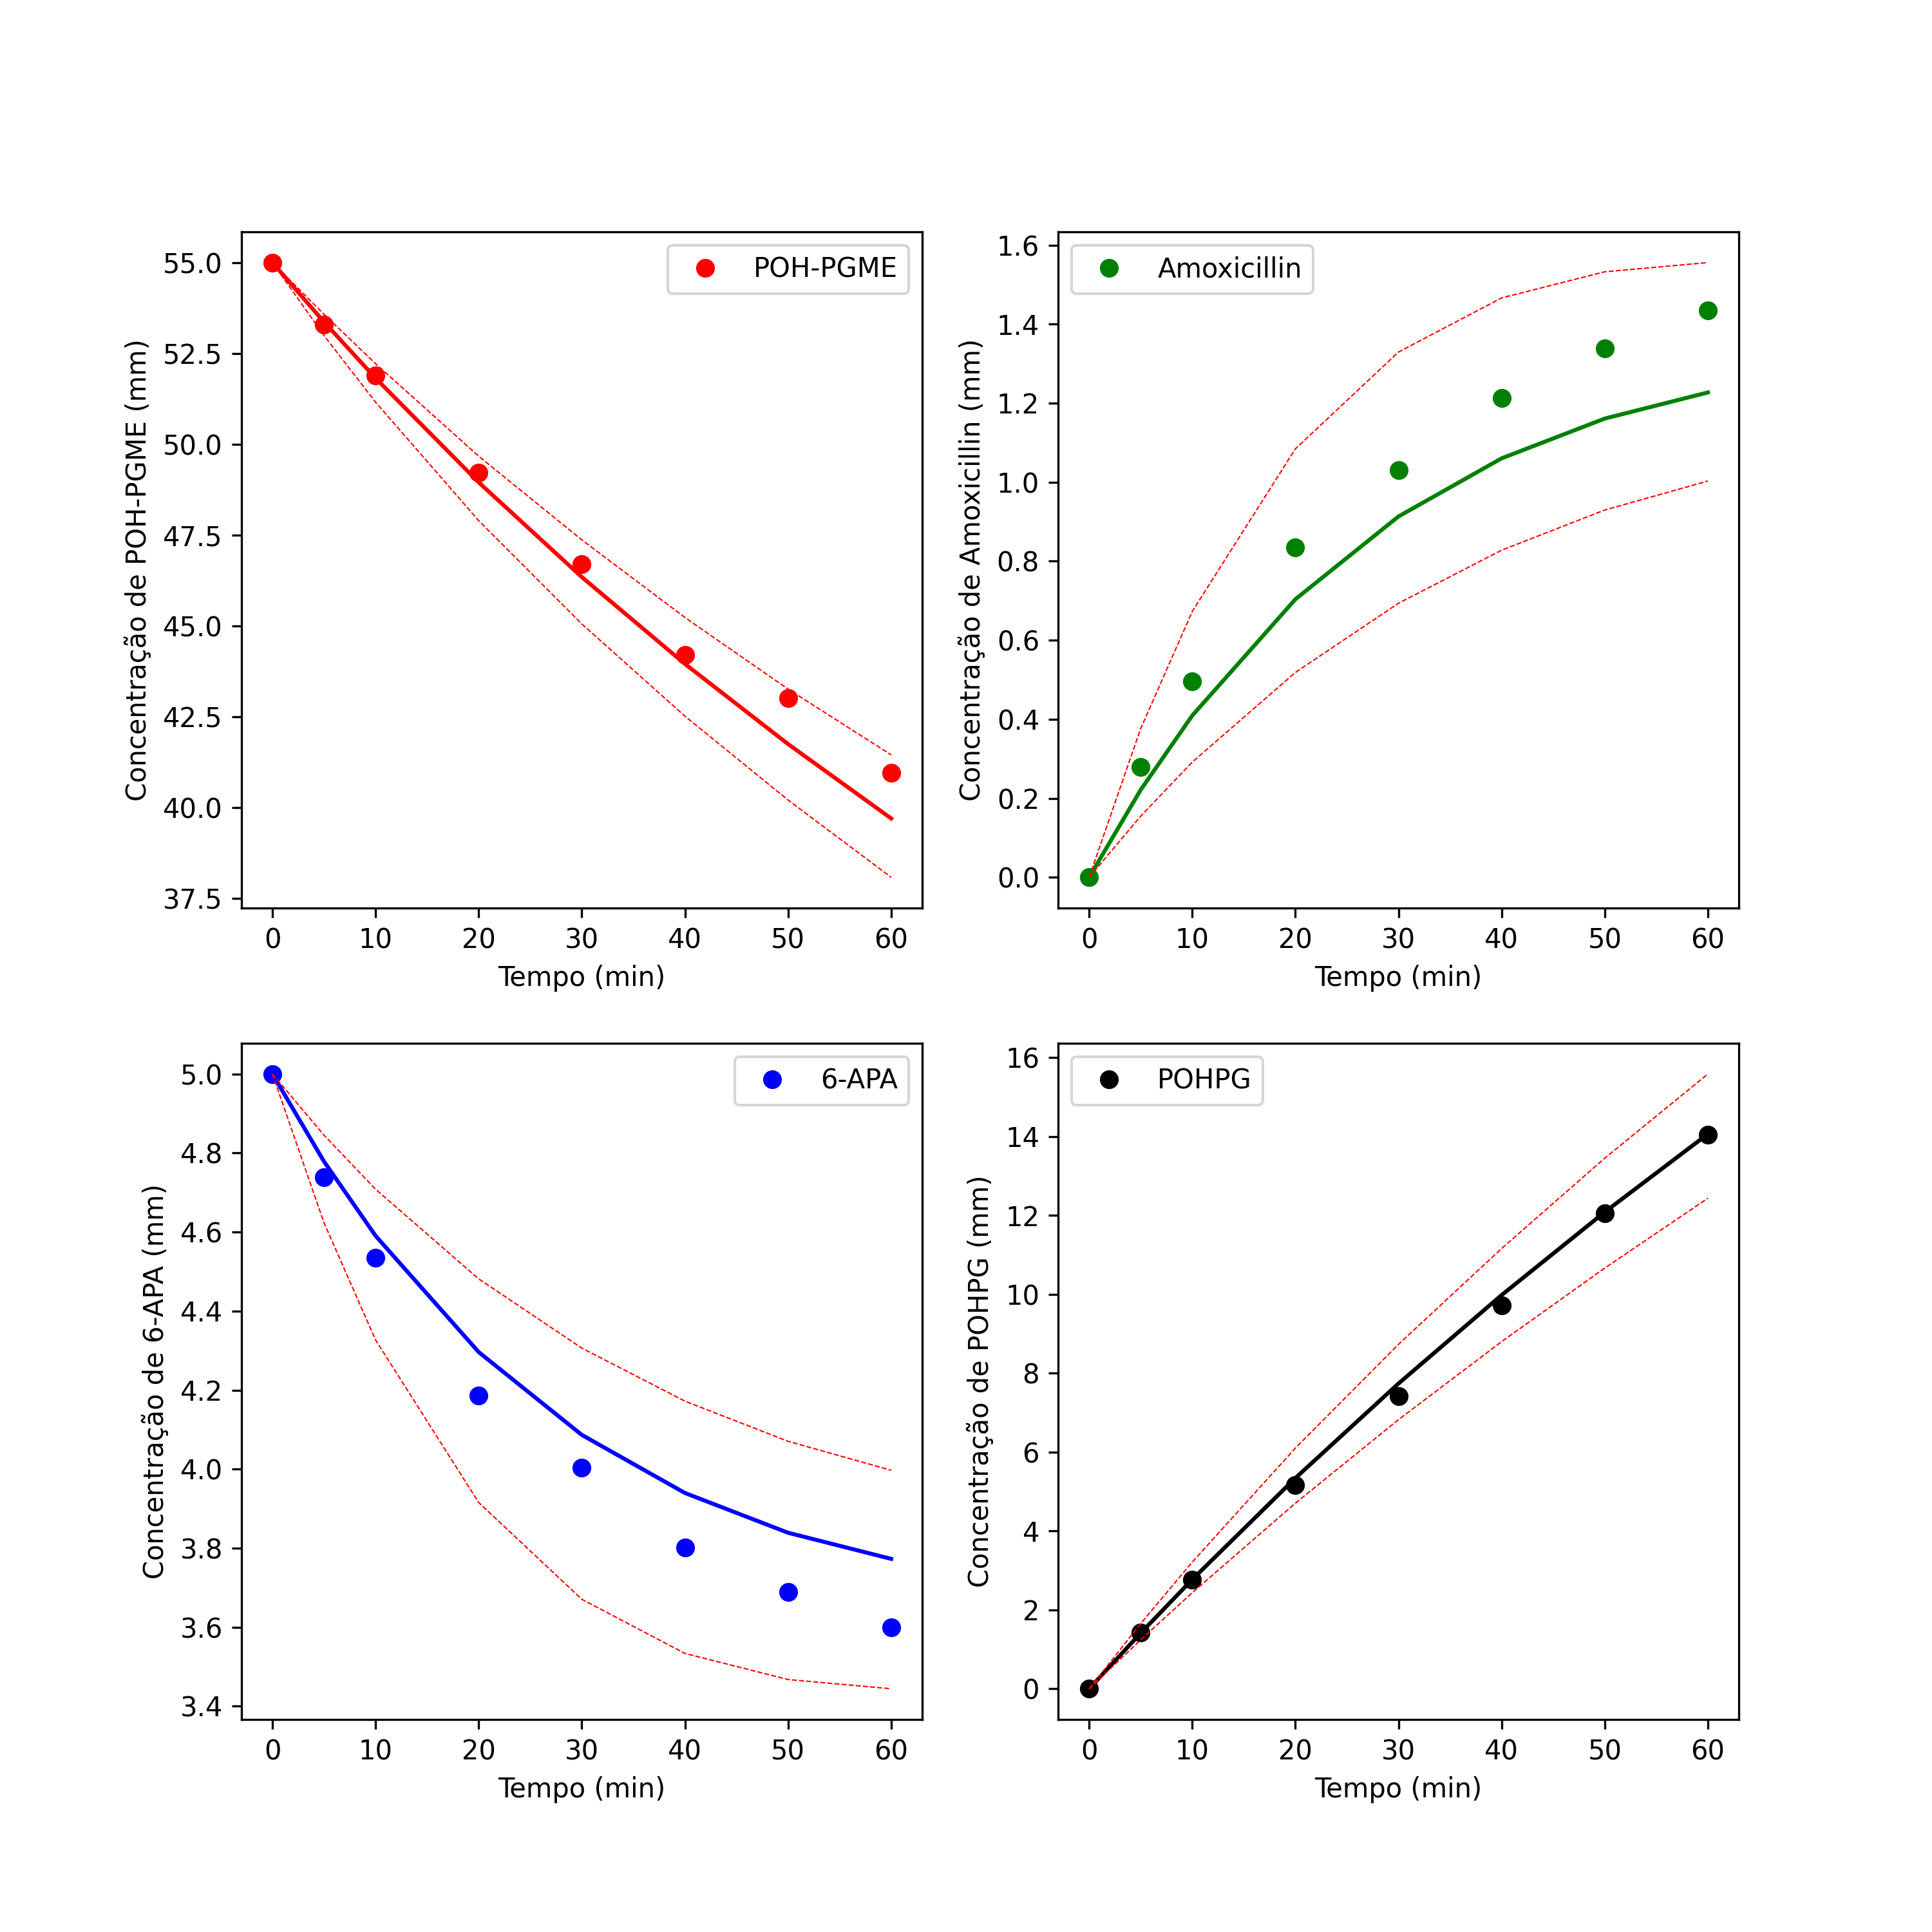 POH-PGME
Concentração de POH-PGME (mm)
55.0
52.5
50.0
47.5
45.0
42.5
40.0
37.5
0 10 20 30 40 50 60
Tempo (min)
Amoxicillin
Concentração de Amoxicillin (mm)
1.6
1.4
1.2
1.0
0.8
0.6
0.4
0.2
0.0
0 10 20 30 40 50 60
Tempo (min)
6-APA
Concentração de 6-APA (mm)
5.0
4.8
4.6
4.4
4.2
4.0
3.8
3.6
3.4
0 10 20 30 40 50 60
Tempo (min)
POHPG
Concentração de POHPG (mm)
16
14
12
10
8
6
4
2
0
0 10 20 30 40 50 60
Tempo (min)